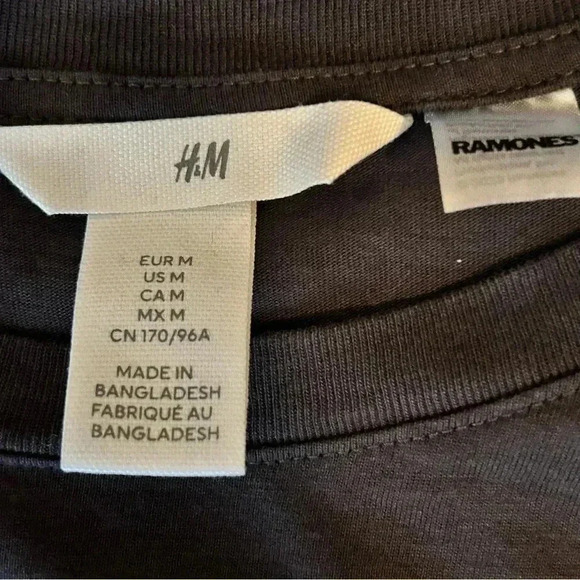 H&M
RAMONES
EUR M
US M
CA M
MX M
CN 170/96A
MADE IN
BANGLADESH
FABRIQUÉ AU
BANGLADESH